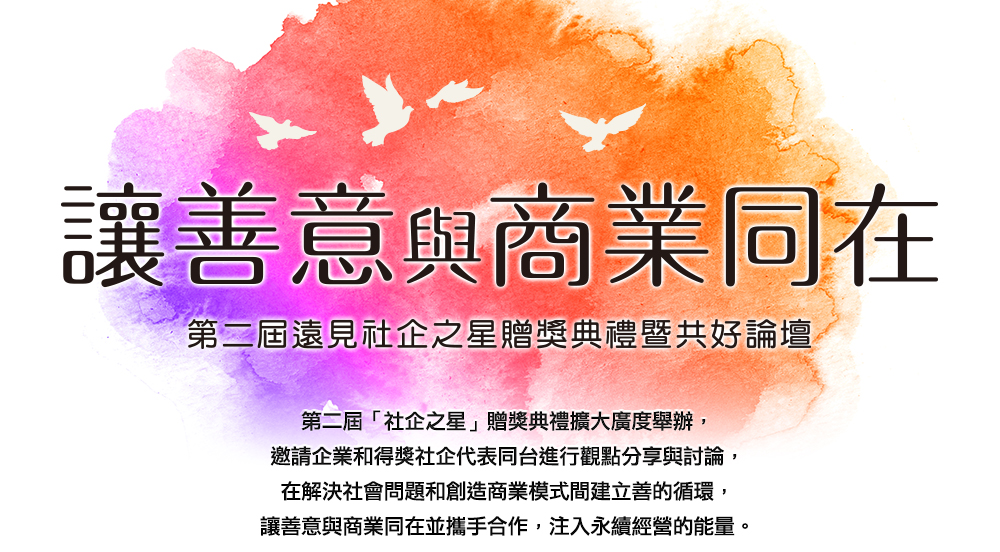 讓善意與商業同在
第二屆遠見社企之星贈獎典禮暨共好論壇
第二屆「社企之星」贈獎典禮擴大廣度舉辦，
邀請企業和得獎社企代表同台進行觀點分享與討論，
在解決社會問題和創造商業模式間建立善的循環，
讓善意與商業同在並攜手合作，注入永續經營的能量。